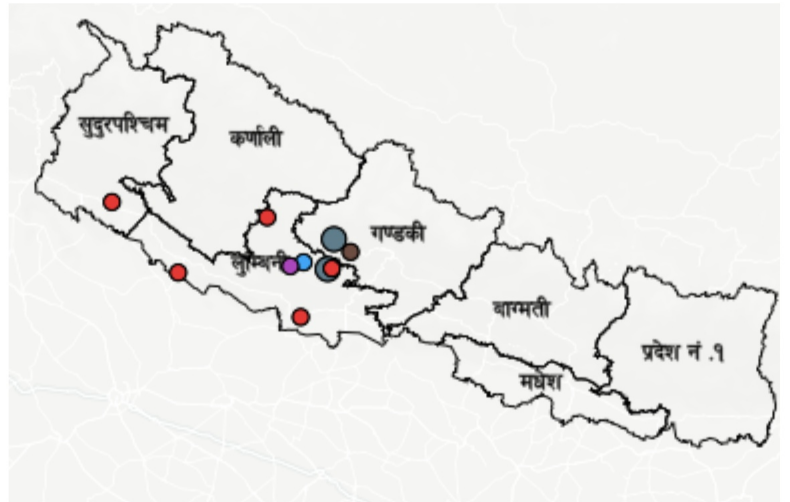 सुदुरपश्चिम
कर्णाली
गण्डकी
लुम्बिनी
बाग्मती
प्रदेश नं .१
मधेश